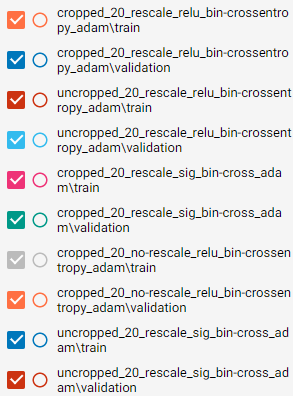 cropped_20_rescale_relu_bin-crossentro
py_adam\train
cropped_20_rescale_relu_bin-crossentro
py_adam\validation
uncropped_20_rescale_relu_bin-crossent
ropy_adam\train
uncropped_20_rescale_relu_bin-crossent
ropy_adam\validation
cropped_20_rescale_sig_bin-cross_ada
m\train
cropped_20_rescale_sig_bin-cross_ada
m\validation
cropped_20_no-rescale_relu_bin-crossen
tropy_adam\train
cropped_20_no-rescale_relu_bin-crossen
tropy_adam\validation
uncropped_20_rescale_sig_bin-cross_ad
am\train
uncropped_20_rescale_sig_bin-cross_ad
am\validation